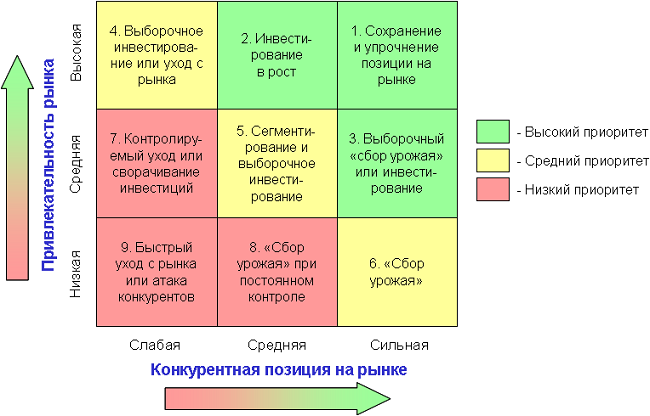 Привлекательность рынка
Высокая
Средняя
Низкая
4. Выборочное
инвестирова-
ние или уход с
рынка
2. Инвести-
рование
в рост
1. Сохранение
и упрочнение
позиции на
рынке
7. Контролиру-
емый уход или
сворачивание
инвестиций
5. Сегменти-
рование и
выборочное
инвести-
рование
3. Выборочный
«сбор урожая»
или инвести-
рование
9. Быстрый
уход с рынка
или атака
конкурентов
8. «Сбор
урожая» при
постоянном
контроле
6. «Сбор
урожая»
Слабая
Средняя
Сильная
Конкурентная позиция на рынке
- Высокий приоритет
- Средний приоритет
- Низкий приоритет